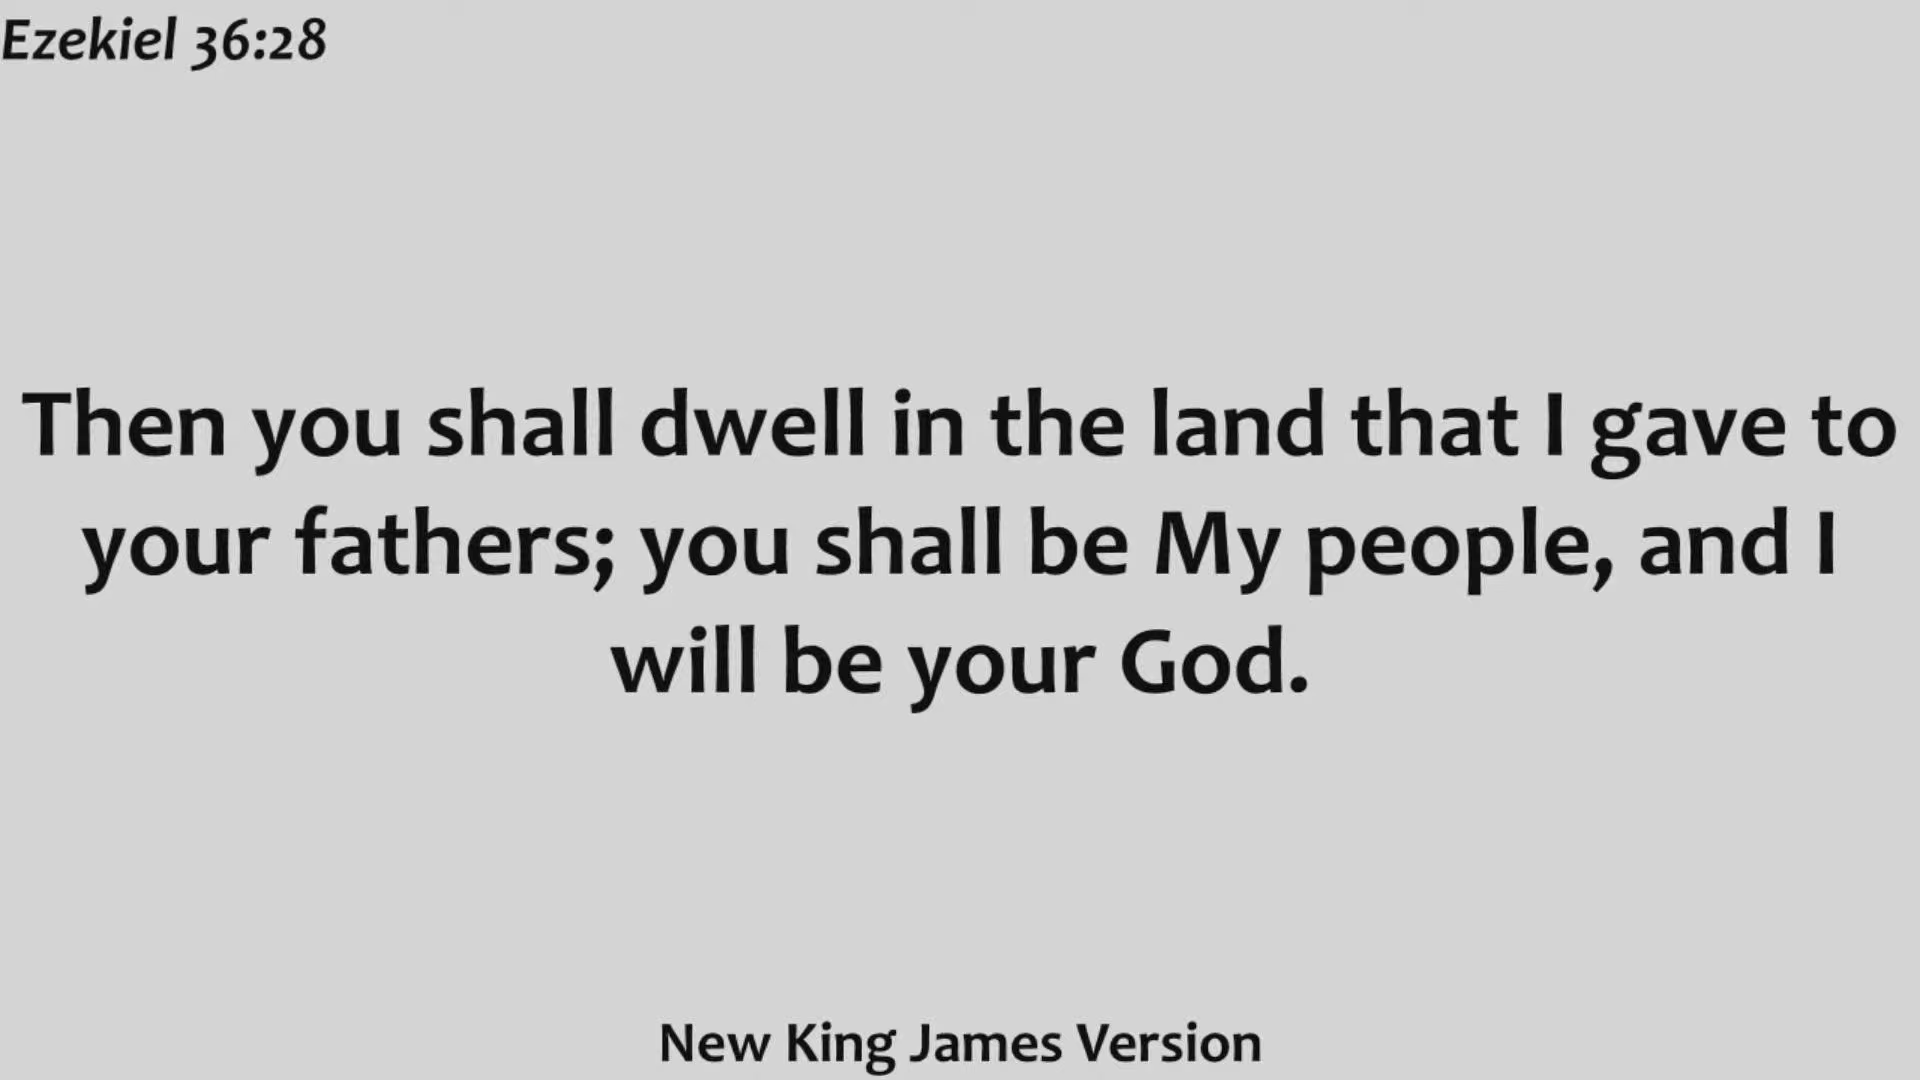 Ezekiel 36:28
Then you shall dwell in the land that I gave to
your fathers; you shall be My people, and I
will be your God.
New King James Version